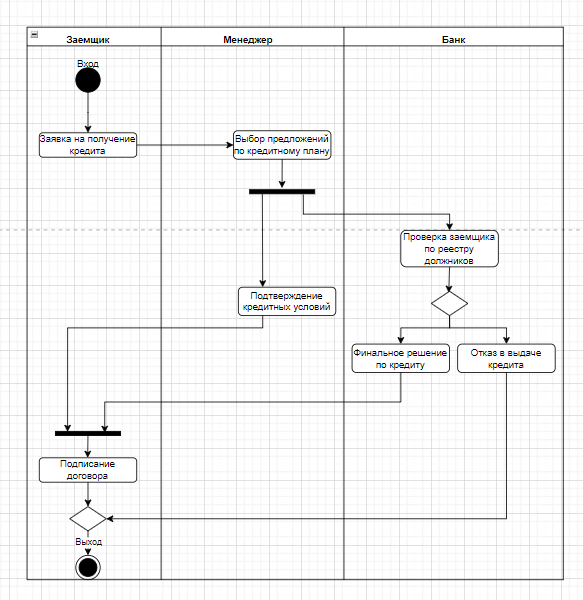 Заемщик
Менеджер
Банк
Вход
Заявка на получение
кредита
Выбор предложений
по кредитному плану
Проверка заемщика
по реестру
должников
Подтверждение
кредитных условий
Финальное решение
по кредиту
Отказ в выдаче
кредита
Подписание
договора
Выход